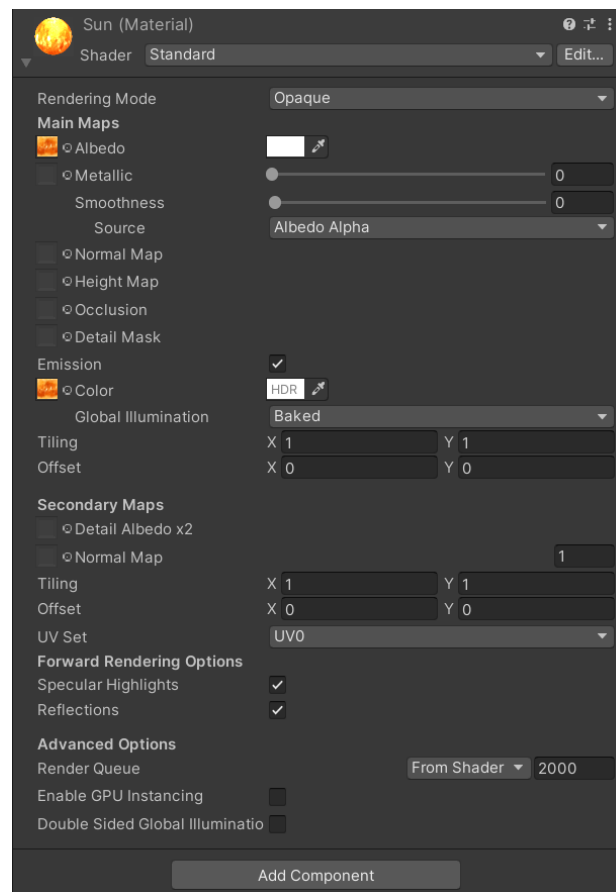 Sun (Material)
Shader Standard Edit...
Rendering Mode Opaque
Main Maps
Albedo
Metallic 0
Smoothness 0
Source Albedo Alpha
Normal Map
Height Map
Occlusion
Detail Mask
Emission
Color HDR
Global Illumination Baked
Tiling X 1 Y 1
Offset X 0 Y 0
Secondary Maps
Detail Albedo x2
Normal Map 1
Tiling X 1 Y 1
Offset X 0 Y 0
UV Set UV0
Forward Rendering Options
Specular Highlights
Reflections
Advanced Options
Render Queue From Shader 2000
Enable GPU Instancing
Double Sided Global Illuminatio
Add Component